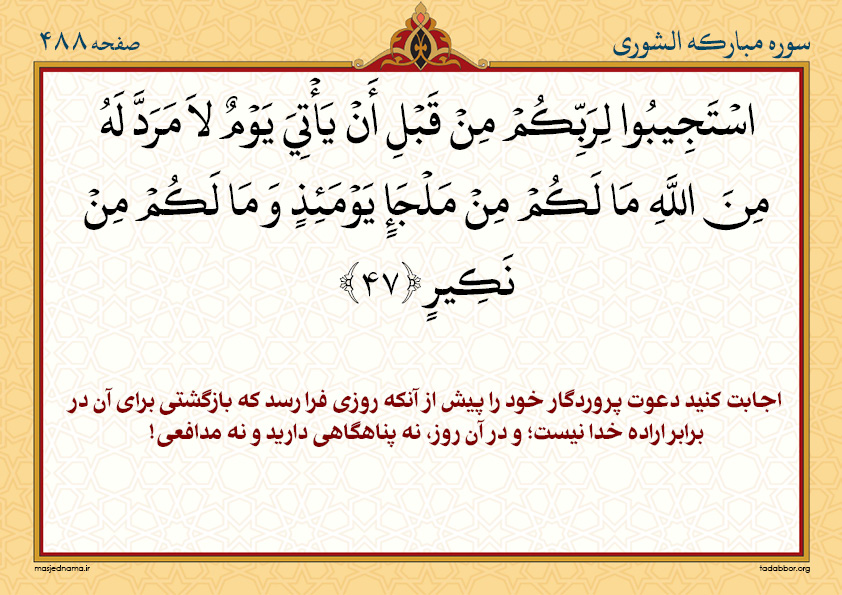 سوره مبارکه الشوری
صفحه ۴۸۸
اسْتَجِيبُوا لِرَبِّكُمْ مِنْ قَبْلِ أَنْ يَأْتِيَ يَوْمٌ لاَ مَرَدَّ لَهُ
مِنَ اللَّهِ مَا لَكُمْ مِنْ مَلْجَإٍ يَوْمَئِذٍ وَ مَا لَكُمْ مِنْ
نَكِيرٍ ﴿۴۷﴾
اجابت کنید دعوت پروردگار خود را پیش از آنکه روزی فرا رسد که بازگشتی برای آن در
برابر اراده خدا نیست؛ و در آن روز، نه پناهگاهی دارید و نه مدافعی!
masjednama.ir
tadabbor.org